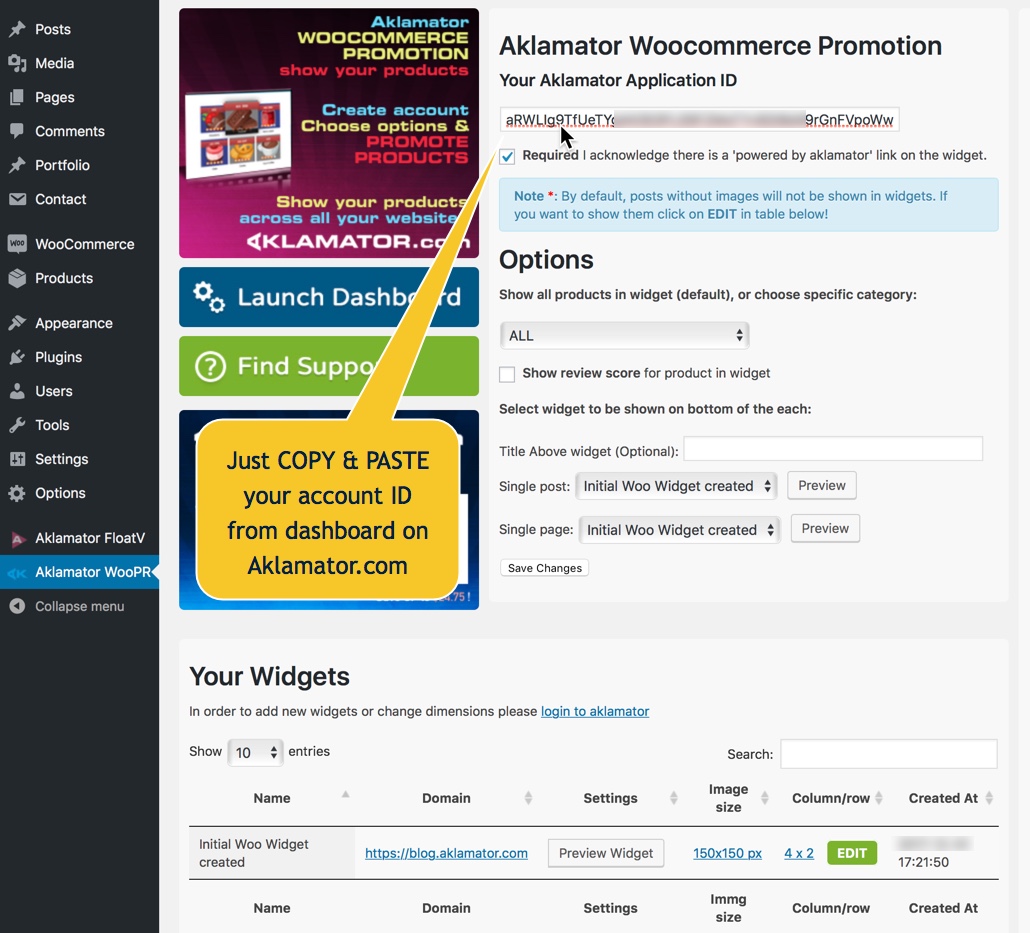 Posts
Media
Pages
Comments
Portfolio
Contact
WOO
WooCommerce
Products
Appearance
Plugins
Users
Tools
Settings
Options
Aklamator FloatV
Aklamator WooPR
Collapse menu
Aklamator
WOOCOMMERCE
PROMOTION
show your products
Create account
Choose options &
PROMOTE
PRODUCTS
Show your products
across all your website
AKLAMATOR.com
Launch Dashboard
Find Suppo
Just COPY & PASTE
your account ID
from dashboard on
Aklamator.com
4.75 !
Aklamator Woocommerce Promotion
Your Aklamator Application ID
aRWLIg9TfUeTY 9rGnFVpoWw
Required I acknowledge there is a 'powered by aklamator' link on the widget.
Note *: By default, posts without images will not be shown in widgets. If
you want to show them click on EDIT in table below!
Options
Show all products in widget (default), or choose specific category:
ALL
Show review score for product in widget
Select widget to be shown on bottom of the each:
Title Above widget (Optional):
Single post: Initial Woo Widget created Preview
Single page: Initial Woo Widget created Preview
Save Changes
Your Widgets
In order to add new widgets or change dimensions please login to aklamator
Show 10 entries
Search:
Name Domain Settings Image size Column/row Created At
Initial Woo Widget created https://blog.aklamator.com Preview Widget 150x150 px 4 x 2 EDIT 17:21:50
Name Domain Settings Immg size Column/row Created At